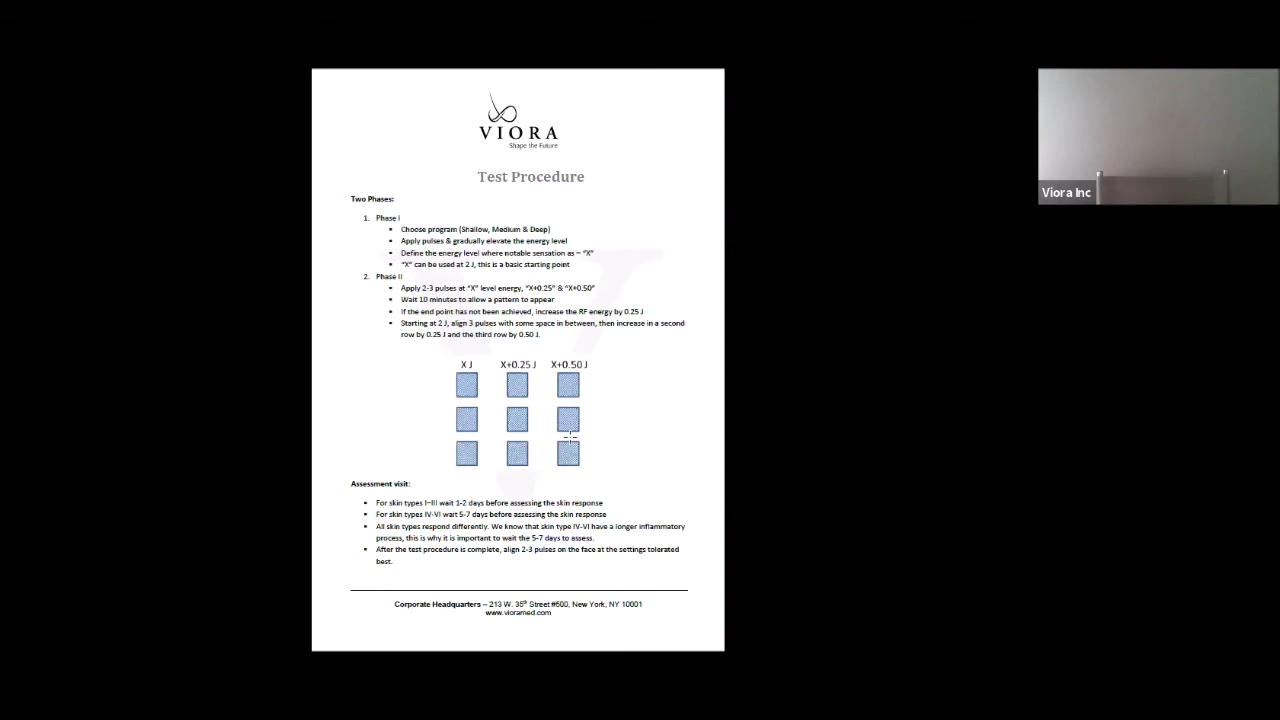 VIORA
Shape the Future
Test Procedure
Two Phases:
1. Phase I
Choose program (Shallow, Medium & Deep)
Apply pulses & gradually elevate the energy level
Define the energy level where notable sensation as – "X"
"X" can be used at 2 J, this is a basic starting point
2. Phase II
Apply 2-3 pulses at "X" level energy, "X+0.25" & "X+0.50"
Wait 10 minutes to allow a pattern to appear
If the end point has not been achieved, increase the RF energy by 0.25 J
Starting at 2 J, align 3 pulses with some space in between, then increase in a second
row by 0.25 J and the third row by 0.50 J.
X J X+0.25 J X+0.50 J
Assessment visit:
For skin types I–III wait 1-2 days before assessing the skin response
For skin types IV-VI wait 5-7 days before assessing the skin response
All skin types respond differently. We know that skin type IV-VI have a longer inflammatory
process, this is why it is important to wait the 5-7 days to assess.
After the test procedure is complete, align 2-3 pulses on the face at the settings tolerated
best.
Corporate Headquarters – 213 W. 35th Street #500, New York, NY 10001
www.vioramed.com
Viora Inc